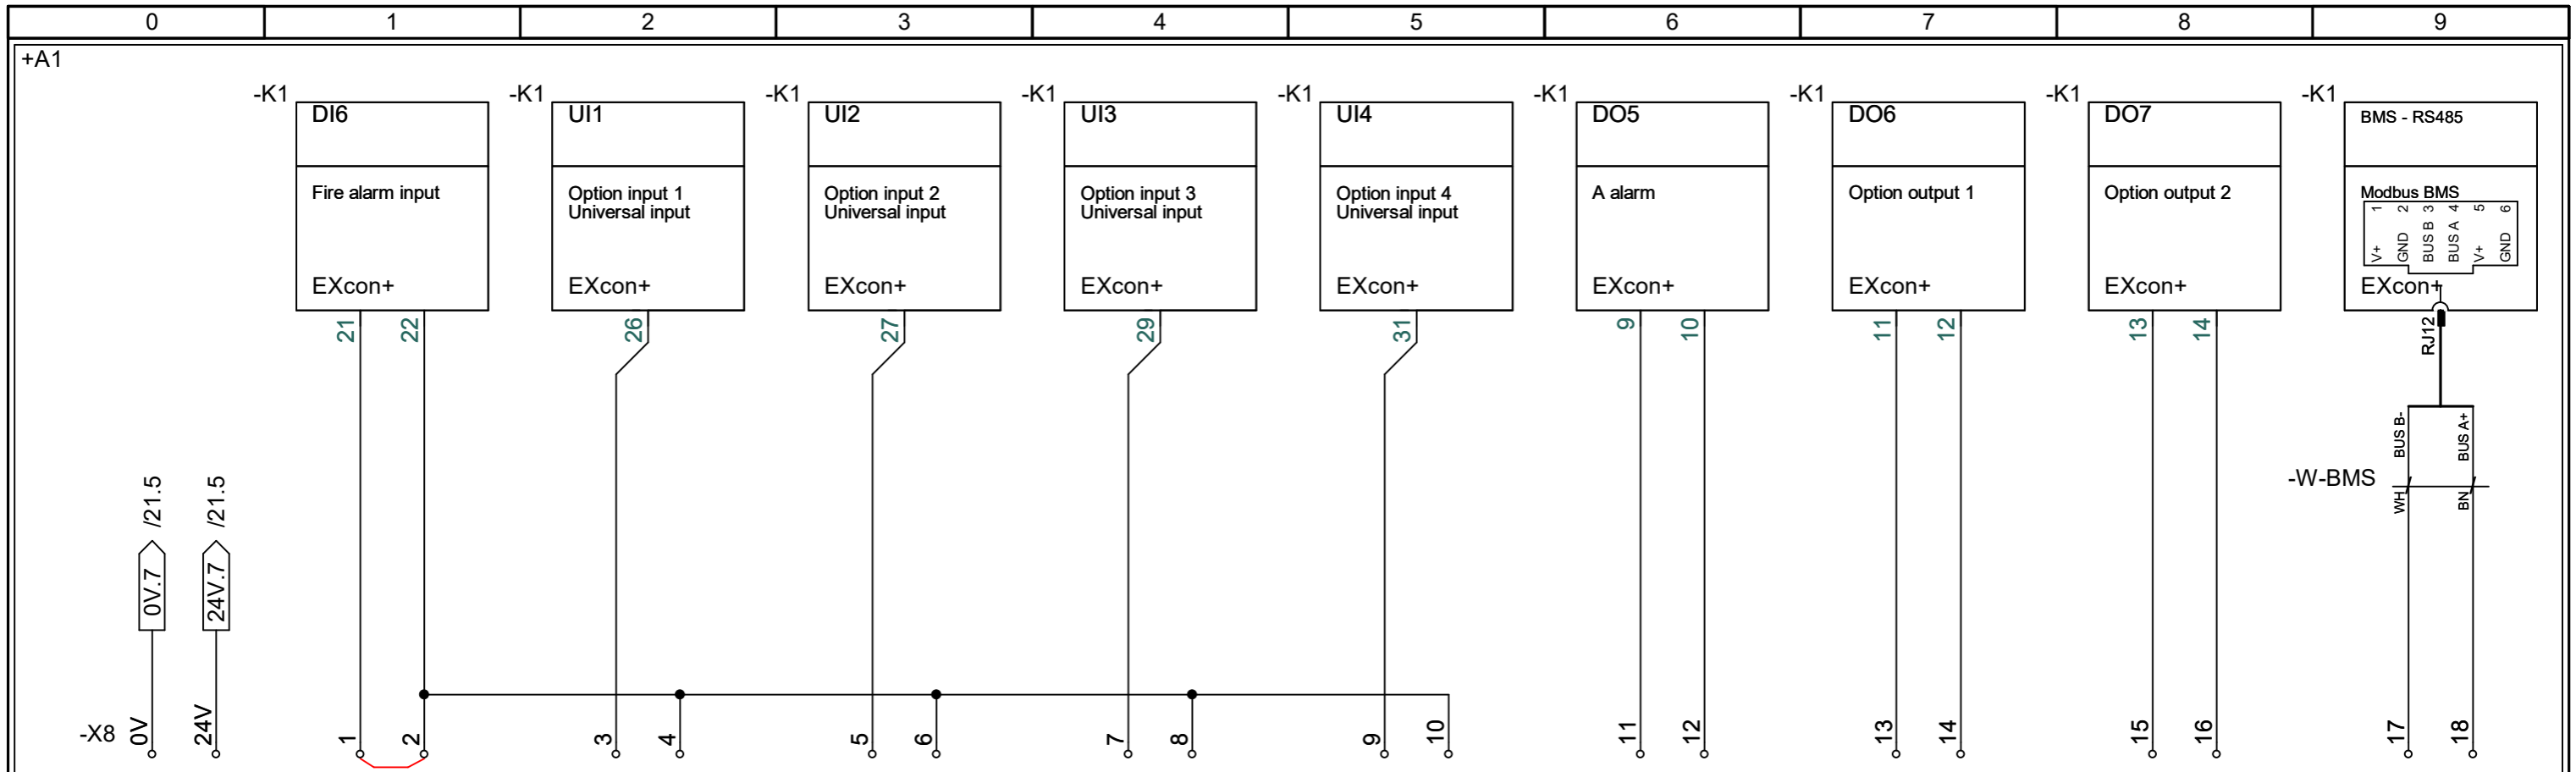 0 1 2 3 4 5 6 7 8 9
+A1
-K1 -K1 -K1 -K1 -K1 -K1 -K1 -K1 -K1
DI6 UI1 UI2 UI3 UI4 DO5 DO6 DO7 BMS - RS485
Fire alarm input
Option input 1
Universal input
Option input 2
Universal input
Option input 3
Universal input
Option input 4
Universal input
A alarm
Option output 1
Option output 2
Modbus BMS
1 2 3 4 5 6
V+ GND BUS B BUS A V+ GND
EXcon+ EXcon+ EXcon+ EXcon+ EXcon+ EXcon+ EXcon+ EXcon+ EXcon+
21 22 26 27 29 31 9 10 11 12 13 14 RJ12
BUS B- BUS A+
-W-BMS
WH BN
/21.5 /21.5
0V.7 24V.7
-X8 0V 24V 1 2 3 4 5 6 7 8 9 10 11 12 13 14 15 16 17 18